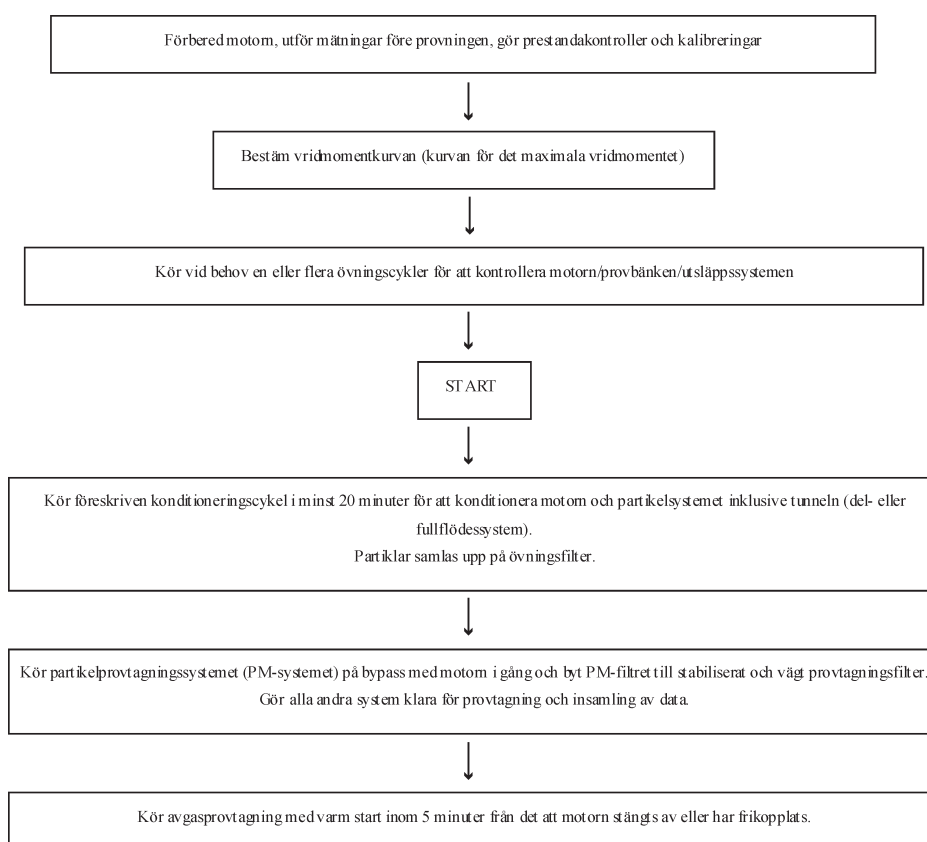 Förbered motorn, utför mätningar före provningen, gör prestandakontroller och kalibreringar
Bestäm vridmomentkurvan (kurvan för det maximala vridmomentet)
Kör vid behov en eller flera övningscykler för att kontrollera motorn/provbänken/utsläppssystemen
START
Kör föreskriven konditioneringscykel i minst 20 minuter för att konditionera motorn och partikelsystemet inklusive tunneln (del- eller
fullflödessystem).
Partiklar samlas upp på övningsfilter.
Kör partikelprovtagningssystemet (PM-systemet) på bypass med motorn i gång och byt PM-filtret till stabiliserat och vägt provtagningsfilter.
Gör alla andra system klara för provtagning och insamling av data.
Kör avgasprovtagning med varm start inom 5 minuter från det att motorn stängts av eller har frikopplats.